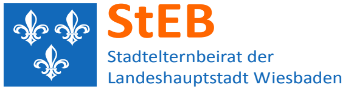 StEB
Stadtelternbeirat der
Landeshauptstadt Wiesbaden